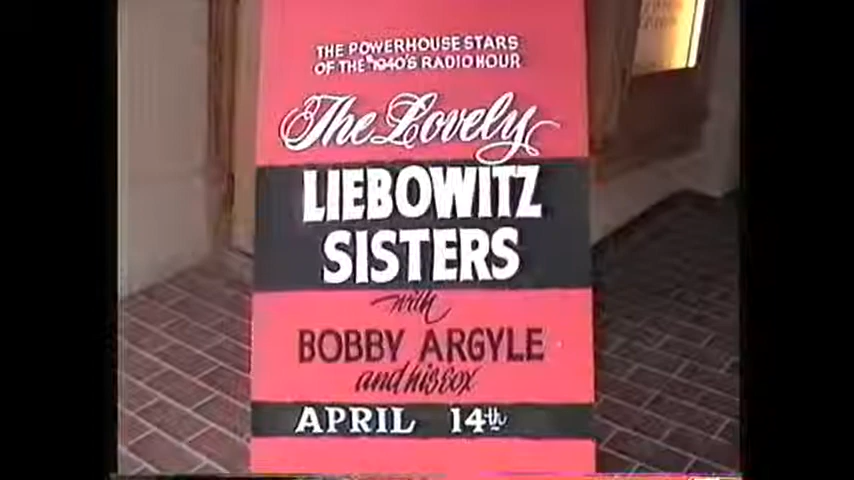 THE POWERHOUSE STARS
OF THE 1940'S RADIO HOUR
The Lovely
LIEBOWITZ
SISTERS
with
BOBBY ARGYLE
and his
APRIL 14th